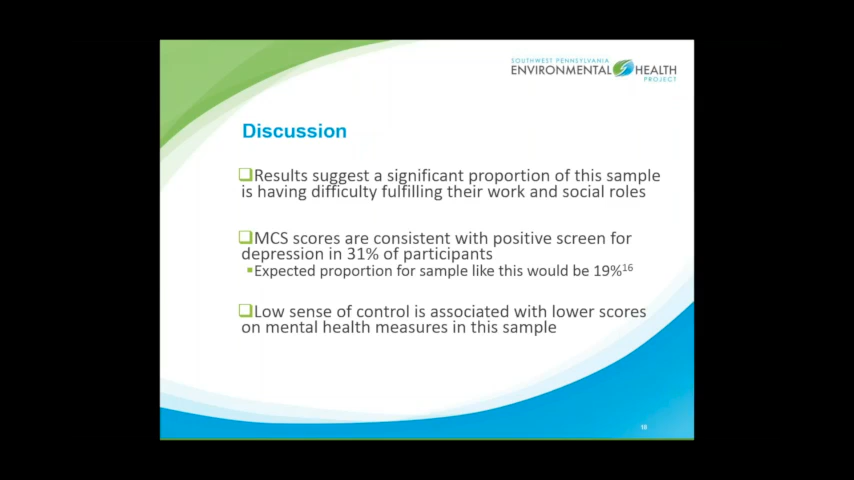 SOUTHWEST PENNSYLVANIA
ENVIRONMENTAL HEALTH
PROJECT
Discussion
Results suggest a significant proportion of this sample
is having difficulty fulfilling their work and social roles
MCS scores are consistent with positive screen for
depression in 31% of participants
Expected proportion for sample like this would be 19%16
Low sense of control is associated with lower scores
on mental health measures in this sample
18